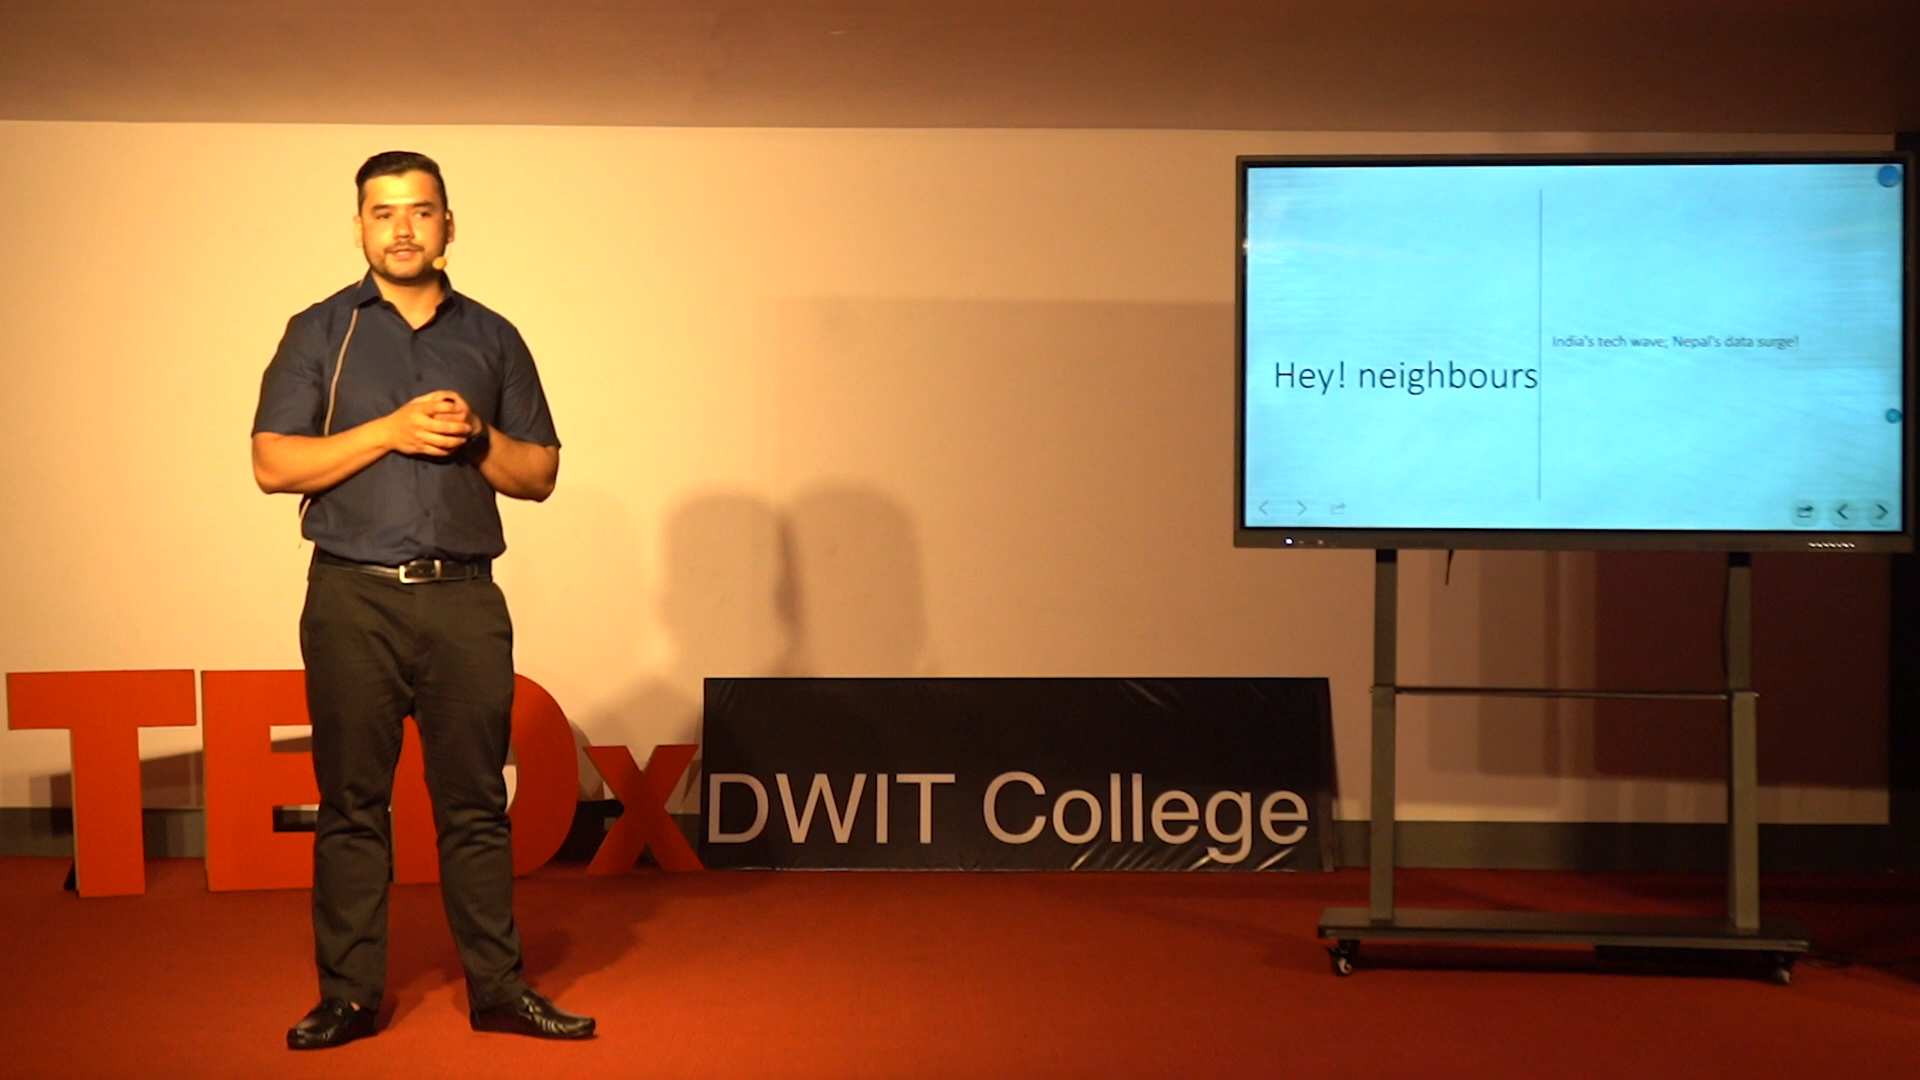 Hey! neighbours
India's tech wave; Nepal's data surge!
TEDx
DWIT College